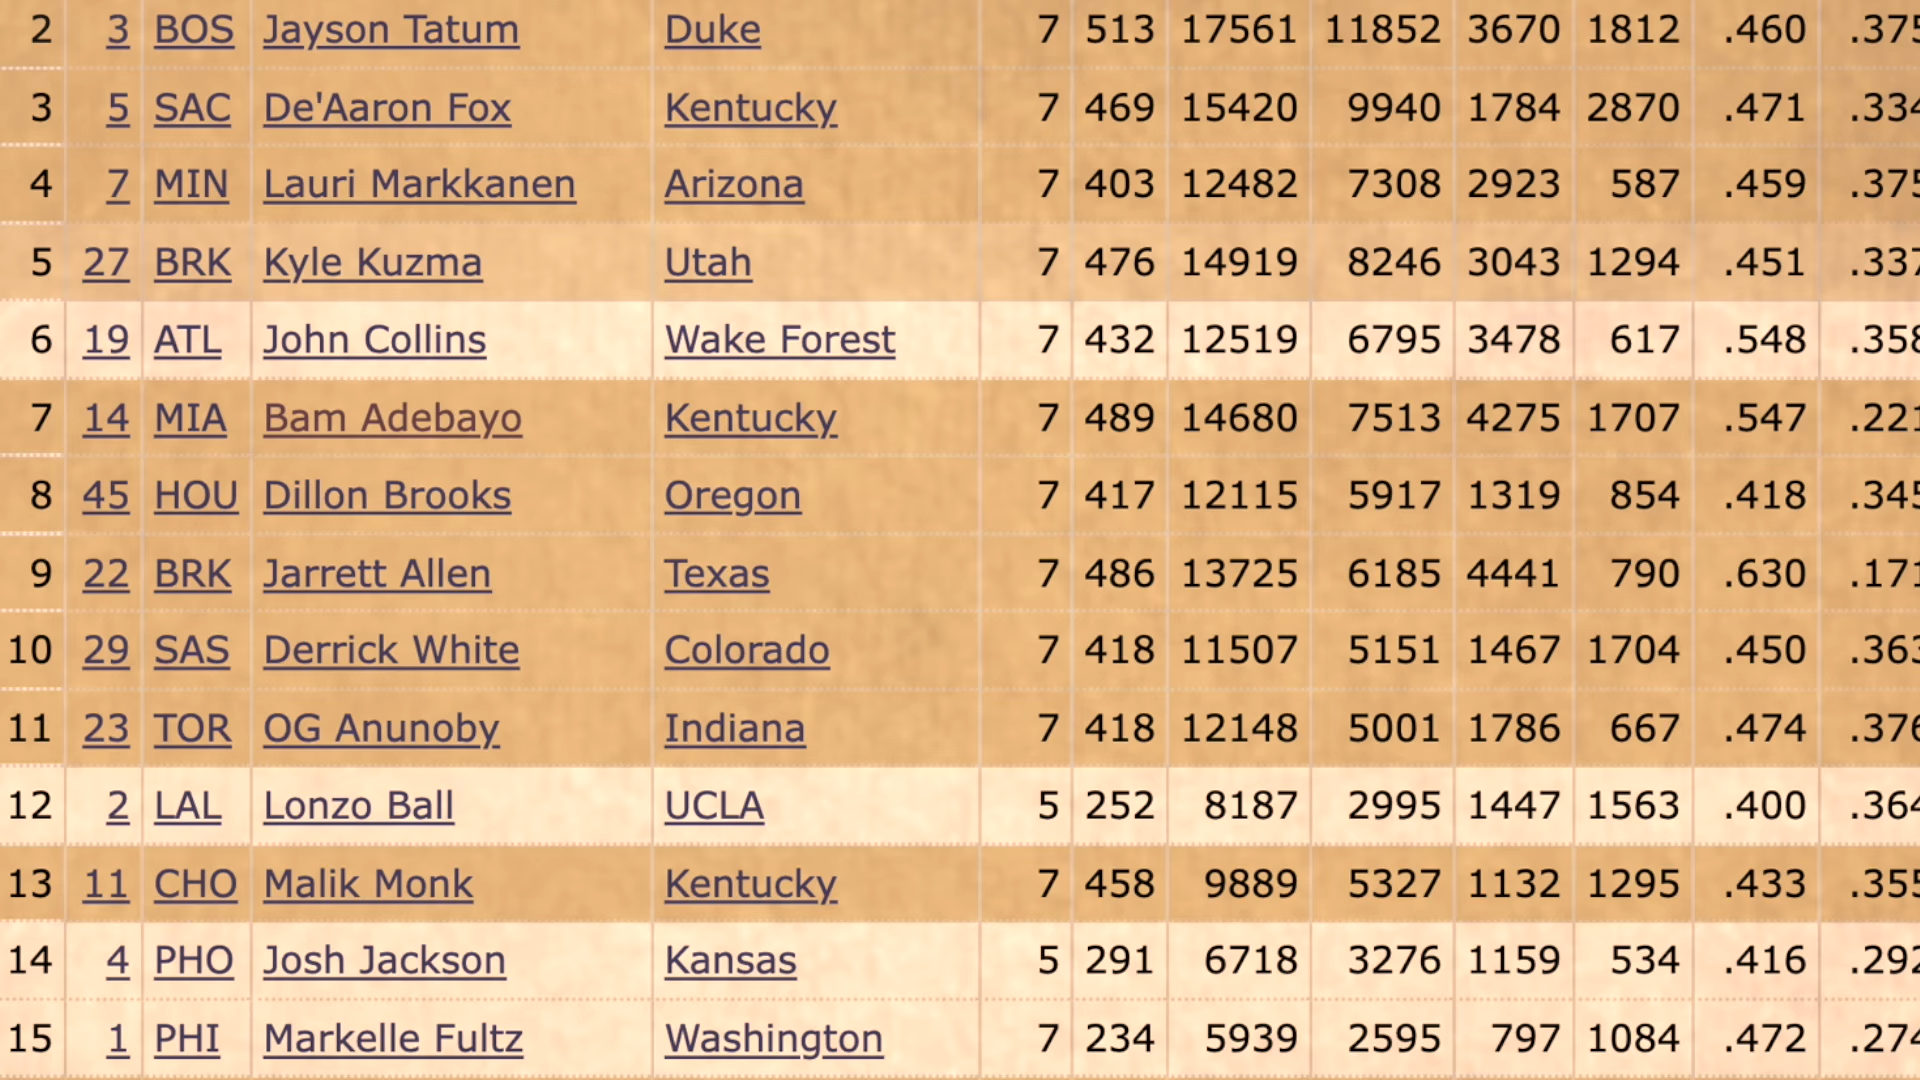 2 3 BOS Jayson Tatum Duke 7 513 17561 11852 3670 1812 .460 .375
3 5 SAC De'Aaron Fox Kentucky 7 469 15420 9940 1784 2870 .471 .334
4 7 MIN Lauri Markkanen Arizona 7 403 12482 7308 2923 587 .459 .375
5 27 BRK Kyle Kuzma Utah 7 476 14919 8246 3043 1294 .451 .337
6 19 ATL John Collins Wake Forest 7 432 12519 6795 3478 617 .548 .358
7 14 MIA Bam Adebayo Kentucky 7 489 14680 7513 4275 1707 .547 .221
8 45 HOU Dillon Brooks Oregon 7 417 12115 5917 1319 854 .418 .345
9 22 BRK Jarrett Allen Texas 7 486 13725 6185 4441 790 .630 .171
10 29 SAS Derrick White Colorado 7 418 11507 5151 1467 1704 .450 .363
11 23 TOR OG Anunoby Indiana 7 418 12148 5001 1786 667 .474 .376
12 2 LAL Lonzo Ball UCLA 5 252 8187 2995 1447 1563 .400 .364
13 11 CHO Malik Monk Kentucky 7 458 9889 5327 1132 1295 .433 .355
14 4 PHO Josh Jackson Kansas 5 291 6718 3276 1159 534 .416 .292
15 1 PHI Markelle Fultz Washington 7 234 5939 2595 797 1084 .472 .274